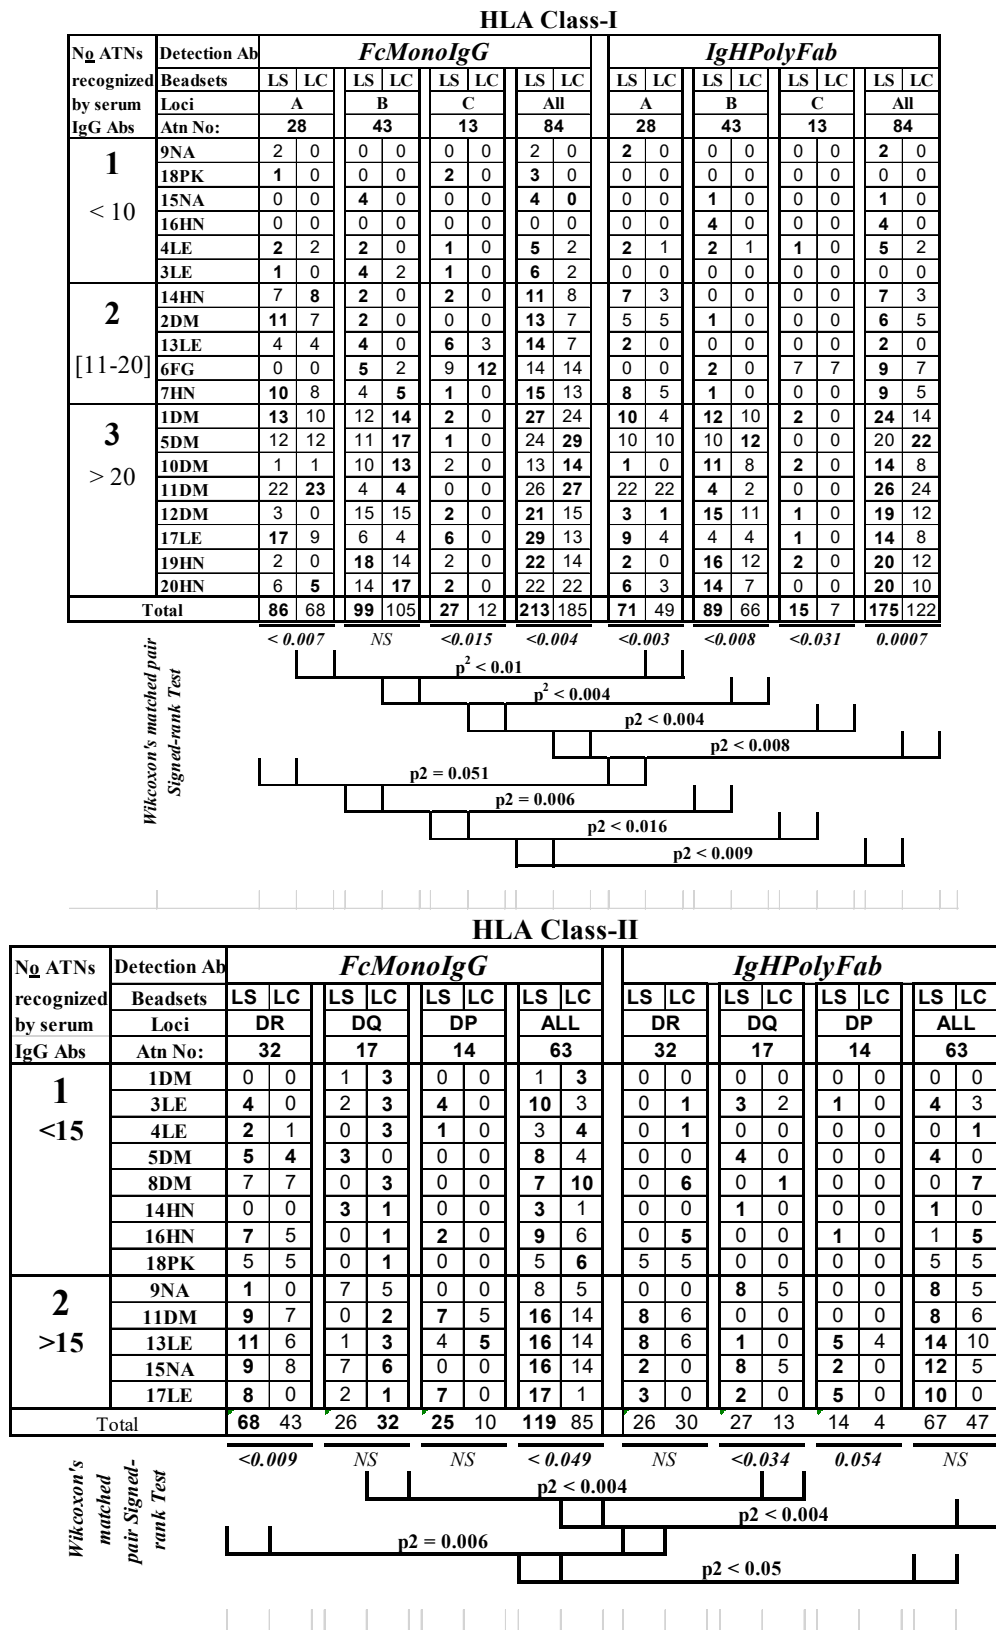 HLA Class-I
No ATNs Detection Ab FcMonoIgG IgHPolyFab
recognized Beadsets LS LC LS LC LS LC LS LC LS LC LS LC LS LC LS LC
by serum Loci A B C All A B C All
IgG Abs Atn No: 28 43 13 84 28 43 13 84
1 < 10
9NA 2 0 0 0 0 0 2 0 2 0 0 0 0 0 2 0
18PK 1 0 0 0 2 0 3 0 0 0 0 0 0 0 0 0
15NA 0 0 4 0 0 0 4 0 0 0 1 0 0 0 1 0
16HN 0 0 0 0 0 0 0 0 0 0 4 0 0 0 4 0
4LE 2 2 2 0 1 0 5 2 2 1 2 1 1 0 5 2
3LE 1 0 4 2 1 0 6 2 0 0 0 0 0 0 0 0
2 [11-20]
14HN 7 8 2 0 2 0 11 8 7 3 0 0 0 0 7 3
2DM 11 7 2 0 0 0 13 7 5 5 1 0 0 0 6 5
13LE 4 4 4 0 6 3 14 7 2 0 0 0 0 0 2 0
6FG 0 0 5 2 9 12 14 14 0 0 2 0 7 7 9 7
7HN 10 8 4 5 1 0 15 13 8 5 1 0 0 0 9 5
3 > 20
1DM 13 10 12 14 2 0 27 24 10 4 12 10 2 0 24 14
5DM 12 12 11 17 1 0 24 29 10 10 10 12 0 0 20 22
10DM 1 1 10 13 2 0 13 14 1 0 11 8 2 0 14 8
11DM 22 23 4 4 0 0 26 27 22 22 4 2 0 0 26 24
12DM 3 0 15 15 2 0 21 15 3 1 15 11 1 0 19 12
17LE 17 9 6 4 6 0 29 13 9 4 4 4 1 0 14 8
19HN 2 0 18 14 2 0 22 14 2 0 16 12 2 0 20 12
20HN 6 5 14 17 2 0 22 22 6 3 14 7 0 0 20 10
Total 86 68 99 105 27 12 213 185 71 49 89 66 15 7 175 122
< 0.007 NS <0.015 <0.004 <0.003 <0.008 <0.031 0.0007
Wikcoxon's matched pair
Signed-rank Test
p² < 0.01
p² < 0.004
p2 < 0.004
p2 < 0.008
p2 = 0.051
p2 = 0.006
p2 < 0.016
p2 < 0.009
HLA Class-II
No ATNs Detection Ab FcMonoIgG IgHPolyFab
recognized Beadsets LS LC LS LC LS LC LS LC LS LC LS LC LS LC LS LC
by serum Loci DR DQ DP ALL DR DQ DP ALL
IgG Abs Atn No: 32 17 14 63 32 17 14 63
1 <15
1DM 0 0 1 3 0 0 1 3 0 0 0 0 0 0 0 0
3LE 4 0 2 3 4 0 10 3 0 1 3 2 1 0 4 3
4LE 2 1 0 3 1 0 3 4 0 1 0 0 0 0 0 1
5DM 5 4 3 0 0 0 8 4 0 0 4 0 0 0 4 0
8DM 7 7 0 3 0 0 7 10 0 6 0 1 0 0 0 7
14HN 0 0 3 1 0 0 3 1 0 0 1 0 0 0 1 0
16HN 7 5 0 1 2 0 9 6 0 5 0 0 1 0 1 5
18PK 5 5 0 1 0 0 5 6 5 5 0 0 0 0 5 5
2 >15
9NA 1 0 7 5 0 0 8 5 0 0 8 5 0 0 8 5
11DM 9 7 0 2 7 5 16 14 8 6 0 0 0 0 8 6
13LE 11 6 1 3 4 5 16 14 8 6 1 0 5 4 14 10
15NA 9 8 7 6 0 0 16 14 2 0 8 5 2 0 12 5
17LE 8 0 2 1 7 0 17 1 3 0 2 0 5 0 10 0
Total 68 43 26 32 25 10 119 85 26 30 27 13 14 4 67 47
<0.009 NS NS < 0.049 NS <0.034 0.054 NS
Wikcoxon's
matched
pair Signed-
rank Test
p2 < 0.004
p2 < 0.004
p2 = 0.006
p2 < 0.05